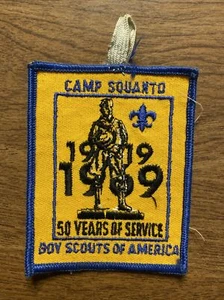 CAMP SQUANTO
1919
1969
50 YEARS OF SERVICE
BOY SCOUTS OF AMERICA